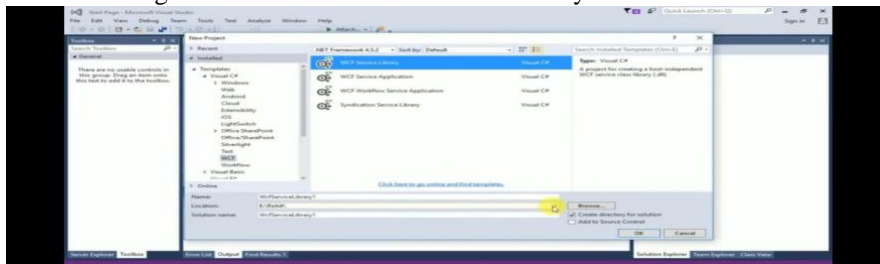 Start Page - Microsoft Visual Studio
Quick Launch (Ctrl+Q)
File Edit View Debug Team Tools Test Analyze Window Help
Sign in
Attach...
Toolbox
New Project
Search Toolbox
Recent
.NET Framework 4.5.2 Sort by: Default
Search Installed Templates (Ctrl+E)
General
Installed
There are no usable controls in
this group. Drag an item onto
this text to add it to the toolbox.
Templates
Visual C#
Windows
Web
Android
Cloud
Extensibility
iOS
LightSwitch
Office/SharePoint
Office/SharePoint
Silverlight
Test
WCF
Workflow
Visual Basic
Online
WCF Service Library Visual C#
WCF Service Application Visual C#
WCF Workflow Service Application Visual C#
Syndication Service Library Visual C#
Type: Visual C#
A project for creating a host-independent
WCF service class library (.dll)
Click here to go online and find templates.
Name: WcfServiceLibrary1
Location: Browse...
Solution name: WcfServiceLibrary1
Create directory for solution
Add to Source Control
OK Cancel
Server Explorer Toolbox Error List Output Find Results 1 Solution Explorer Team Explorer Class View